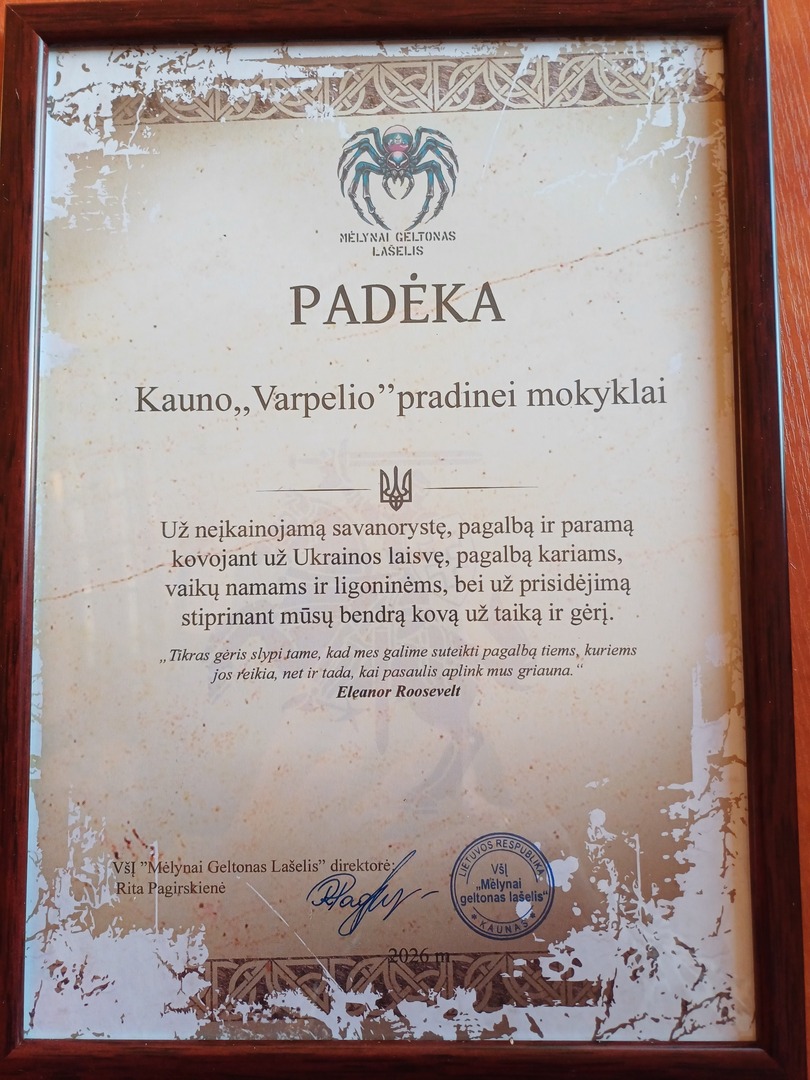 MĖLYNAI GELTONAS
LAŠELIS
PADĖKA
Kauno,,Varpelio”pradinei mokyklai
Už neįkainojamą savanorystę, pagalbą ir paramą
kovojant už Ukrainos laisvę, pagalbą kariams,
vaikų namams ir ligoninėms, bei už prisidėjimą
stiprinant mūsų bendrą kovą už taiką ir gėrį.
„Tikras gėris slypi tame, kad mes galime suteikti pagalbą tiems, kuriems
jos reikia, net ir tada, kai pasaulis aplink mus griauna.“
Eleanor Roosevelt
VšĮ ”Mėlynai Geltonas Lašelis” direktorė:
Rita Pagirskienė
LIETUVOS RESPUBLIKA
VšĮ
„Mėlynai
geltonas lašelis“
* KAUNAS *
2026 m